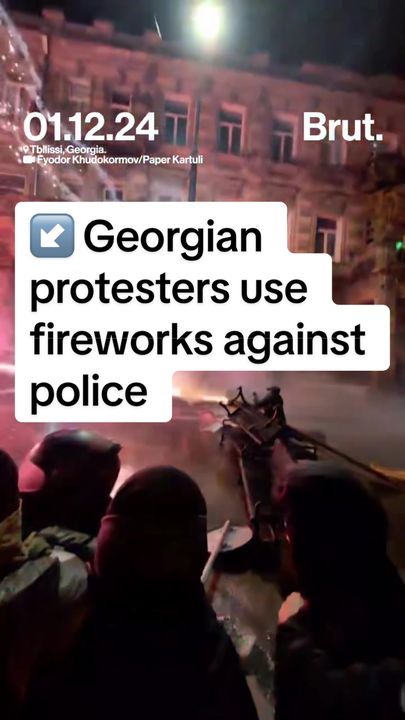 01.12.24
Brut.
Tbilissi, Georgia.
Fyodor Khudokormov/Paper Kartuli
↙️ Georgian
protesters use
fireworks against
police